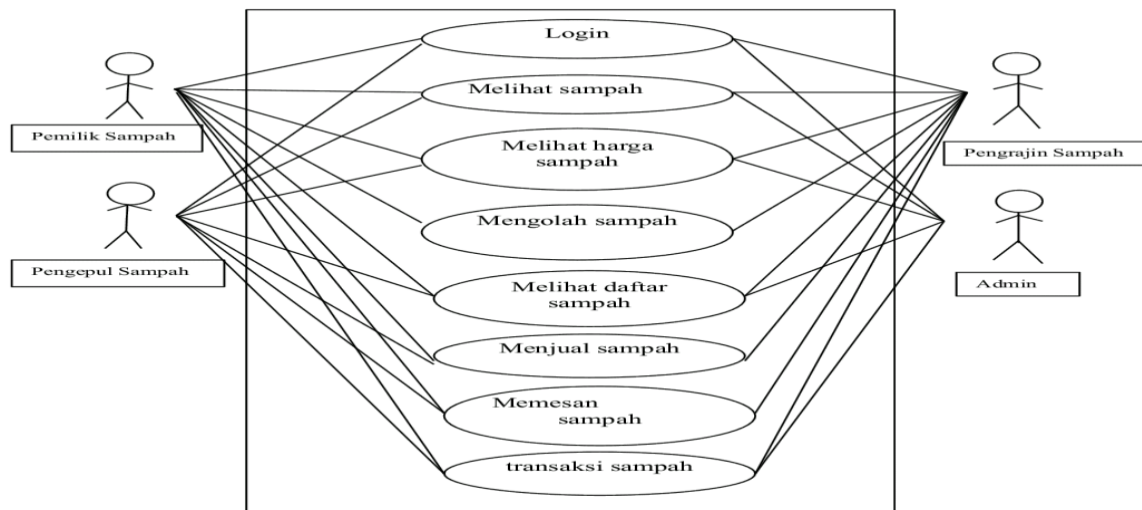 Login
Melihat sampah
Pemilik Sampah
Melihat harga
sampah
Pengrajin Sampah
Mengolah sampah
Pengepul Sampah
Melihat daftar
sampah
Admin
Menjual sampah
Memesan
sampah
transaksi sampah